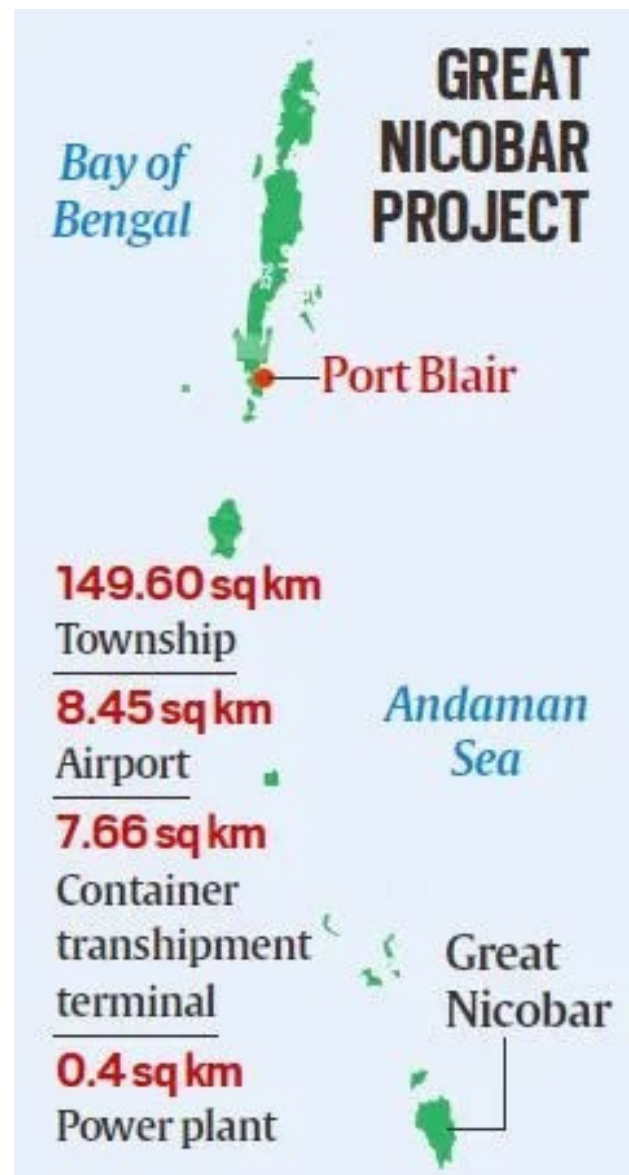 GREAT
NICOBAR
PROJECT
Bay of
Bengal
Port Blair
149.60 sq km
Township
8.45 sq km
Airport
Andaman
Sea
7.66 sq km
Container
transhipment
terminal
Great
Nicobar
0.4 sq km
Power plant